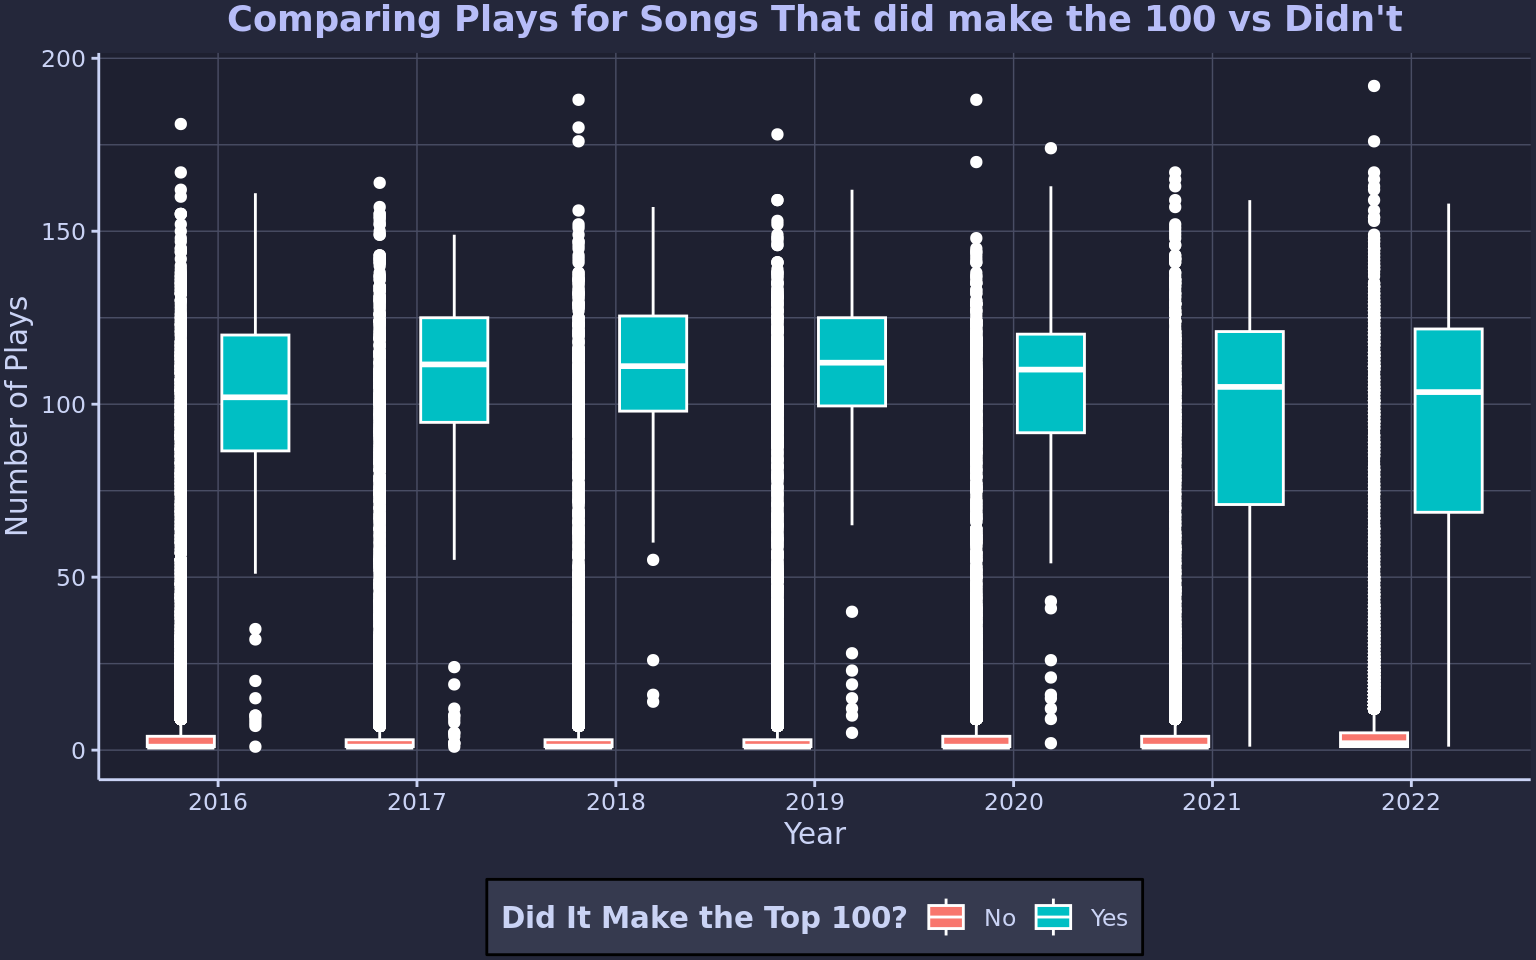 Comparing Plays for Songs That did make the 100 vs Didn't
Number of Plays
200
150
100
50
0
2016 2017 2018 2019 2020 2021 2022
Year
Did It Make the Top 100? No Yes